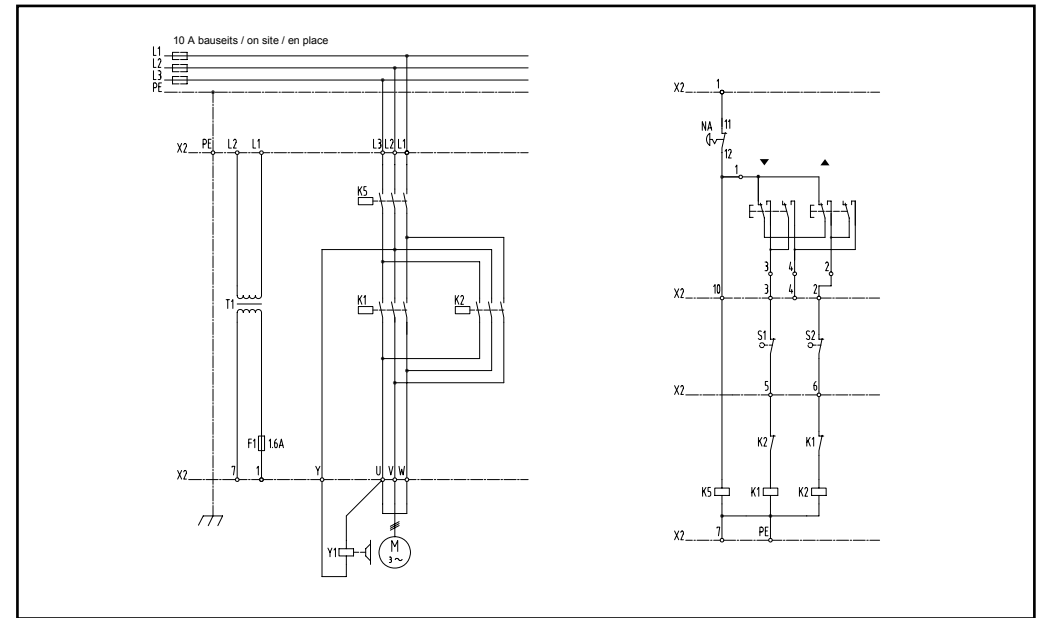 10 A bauseits / on site / en place
L1
L2
L3
PE
X2 PE L2 L1 L3 L2 L1
K5
T1
K1 K2
F1 1.6A
X2 7 1 Y U V W
Y1
M
3~
X2 1
NA 11
12
1
3 4 2
X2 10 3 4 2
S1 S2
X2 5 6
K2 K1
K5 K1 K2
X2 7 PE